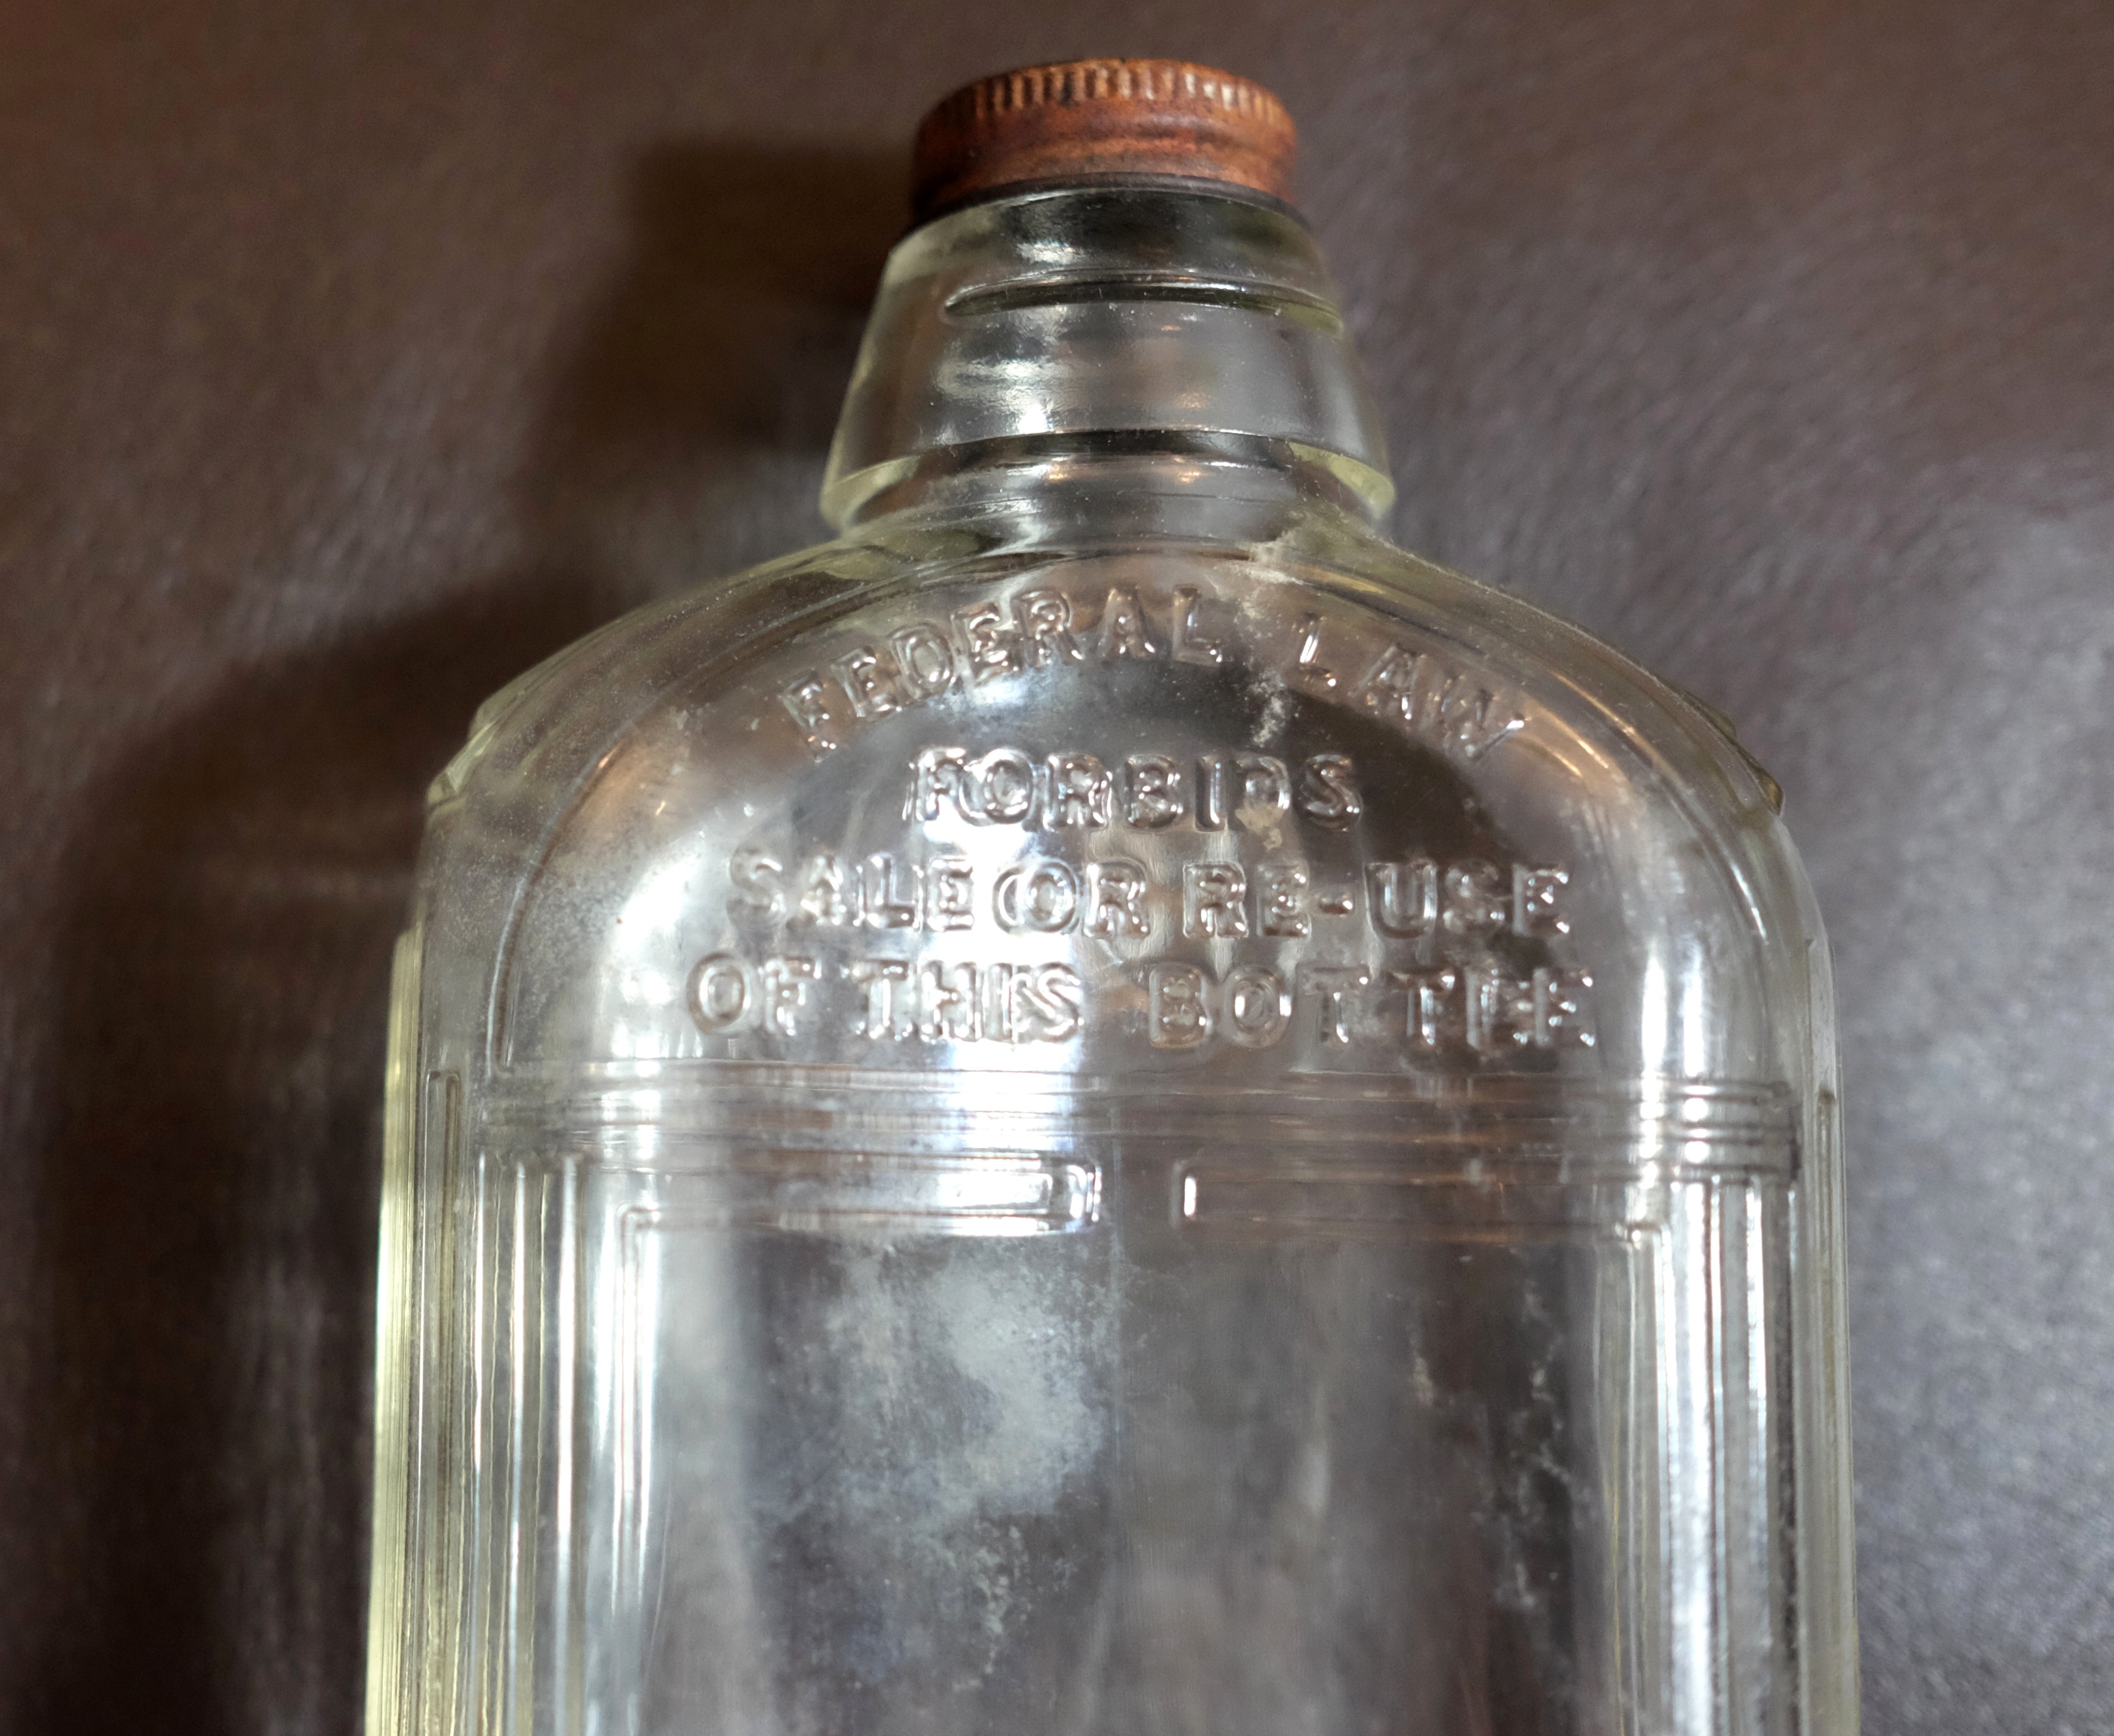 FEDERAL LAW
FORBIDS
SALE OR RE-USE
OF THIS BOTTLE